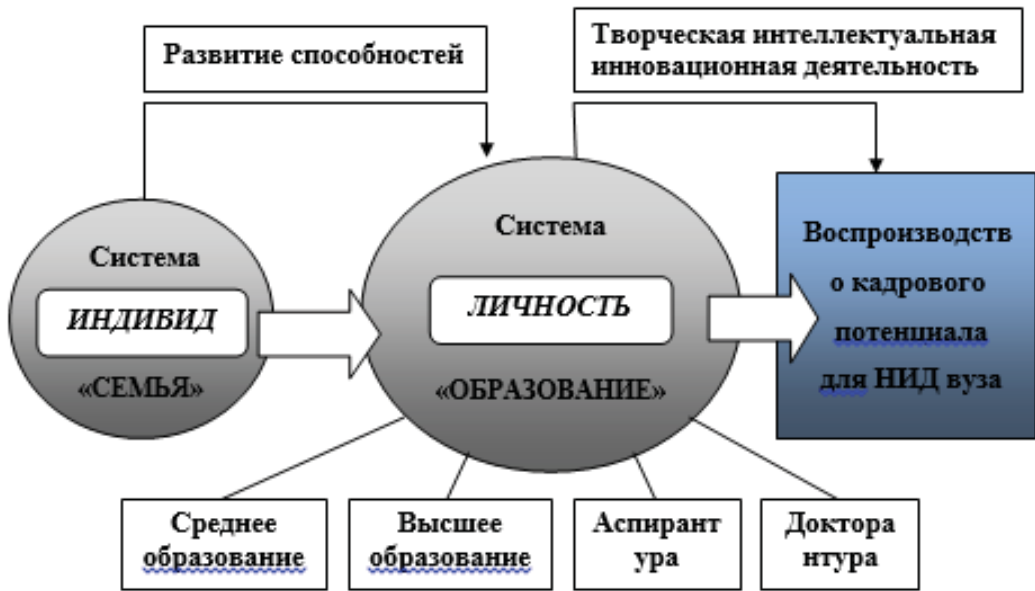 Развитие способностей
Творческая интеллектуальная
инновационная деятельность
Система
ИНДИВИД
«СЕМЬЯ»
Система
ЛИЧНОСТЬ
«ОБРАЗОВАНИЕ»
Воспроизводств
о кадрового
потенциала
для НИД вуза
Среднее
образование
Высшее
образование
Аспирант
ура
Доктора
нтура